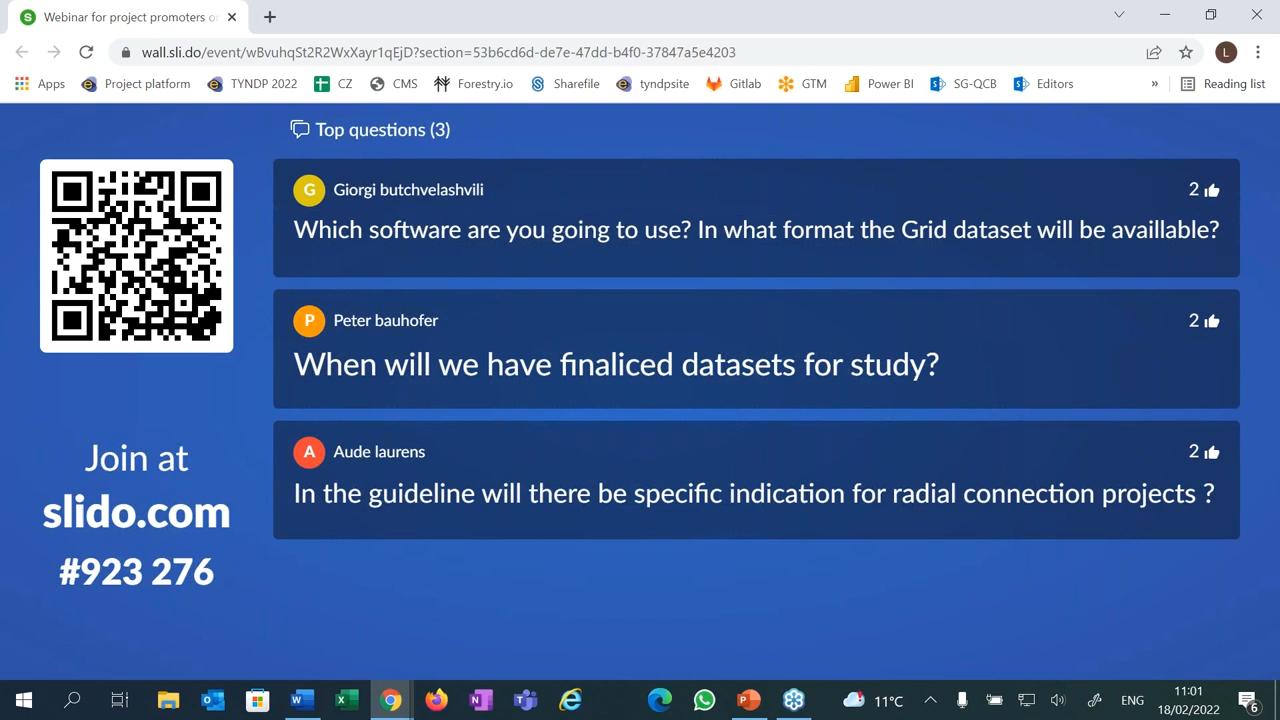 Webinar for project promoters o
wall.sli.do/event/wBvuhqSt2R2WxXayr1qEjD?section=53b6cd6d-de7e-47dd-b4f0-37847a5e4203
L
Apps Project platform TYNDP 2022 CZ CMS Forestry.io Sharefile tyndpsite Gitlab GTM Power BI SG-QCB Editors » Reading list
Top questions (3)
G Giorgi butchvelashvili 2
Which software are you going to use? In what format the Grid dataset will be availlable?
P Peter bauhofer 2
When will we have finaliced datasets for study?
A Aude laurens 2
In the guideline will there be specific indication for radial connection projects ?
Join at
slido.com
#923 276
11°C ENG 11:01
18/02/2022
6